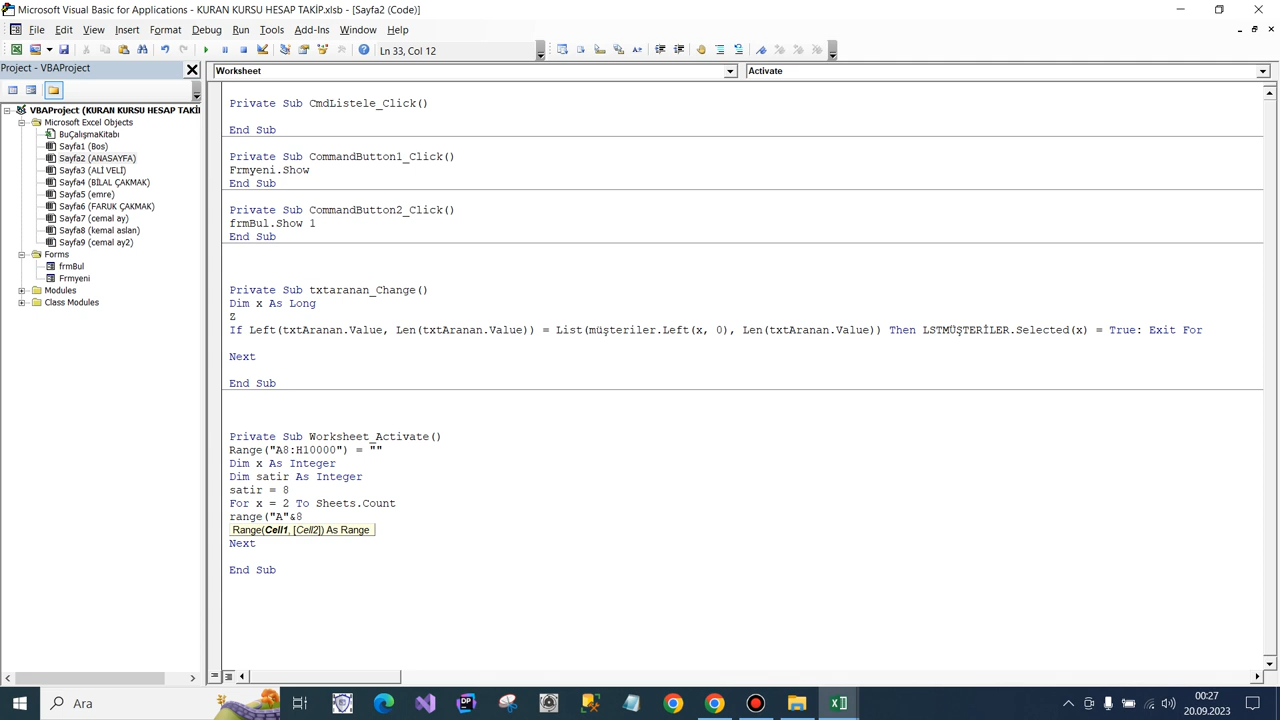 Microsoft Visual Basic for Applications - KURAN KURSU HESAP TAKİP.xlsb - [Sayfa2 (Code)]
File Edit View Insert Format Debug Run Tools Add-Ins Window Help
Ln 33, Col 12
Project - VBAProject
Worksheet
Activate
VBAProject (KURAN KURSU HESAP TAKİ
Microsoft Excel Objects
BuÇalışmaKitabı
Sayfa1 (Bos)
Sayfa2 (ANASAYFA)
Sayfa3 (ALİ VELİ)
Sayfa4 (BİLAL ÇAKMAK)
Sayfa5 (emre)
Sayfa6 (FARUK ÇAKMAK)
Sayfa7 (cemal ay)
Sayfa8 (kemal aslan)
Sayfa9 (cemal ay2)
Forms
frmBul
Frmyeni
Modules
Class Modules
Private Sub CmdListele_Click()
End Sub
Private Sub CommandButton1_Click()
Frmyeni.Show
End Sub
Private Sub CommandButton2_Click()
frmBul.Show 1
End Sub
Private Sub txtaranan_Change()
Dim x As Long
Z
If Left(txtAranan.Value, Len(txtAranan.Value)) = List(müşteriler.Left(x, 0), Len(txtAranan.Value)) Then LSTMÜŞTERİLER.Selected(x) = True: Exit For
Next
End Sub
Private Sub Worksheet_Activate()
Range("A8:H10000") = ""
Dim x As Integer
Dim satir As Integer
satir = 8
For x = 2 To Sheets.Count
range("A"&8
Range(Cell1, [Cell2]) As Range
Next
End Sub
Ara
00:27
20.09.2023